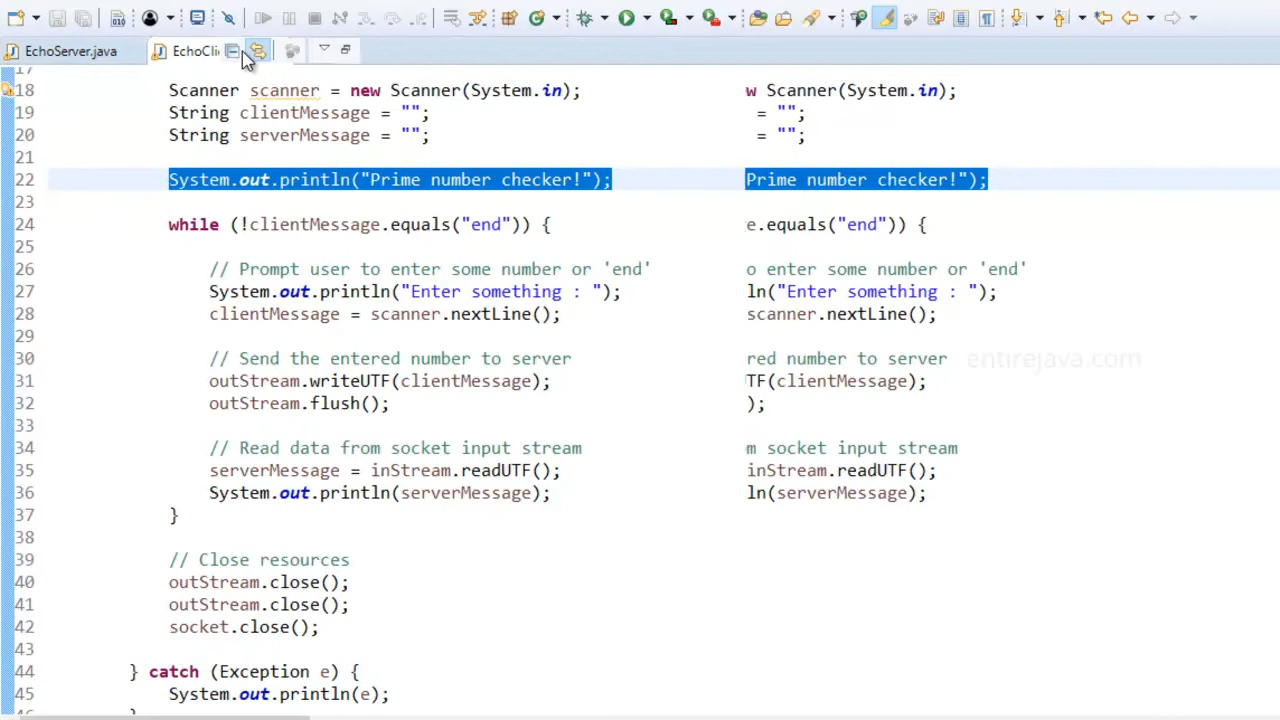 EchoServer.java
EchoCli
17
18 Scanner scanner = new Scanner(System.in); w Scanner(System.in);
19 String clientMessage = ""; = "";
20 String serverMessage = ""; = "";
21
22 System.out.println("Prime number checker!"); Prime number checker!");
23
24 while (!clientMessage.equals("end")) { e.equals("end")) {
25
26 // Prompt user to enter some number or 'end' o enter some number or 'end'
27 System.out.println("Enter something : "); ln("Enter something : ");
28 clientMessage = scanner.nextLine(); scanner.nextLine();
29
30 // Send the entered number to server red number to server
entirejava.com
31 outStream.writeUTF(clientMessage); TF(clientMessage);
32 outStream.flush(); );
33
34 // Read data from socket input stream m socket input stream
35 serverMessage = inStream.readUTF(); inStream.readUTF();
36 System.out.println(serverMessage); ln(serverMessage);
37 }
38
39 // Close resources
40 outStream.close();
41 outStream.close();
42 socket.close();
43
44 } catch (Exception e) {
45 System.out.println(e);